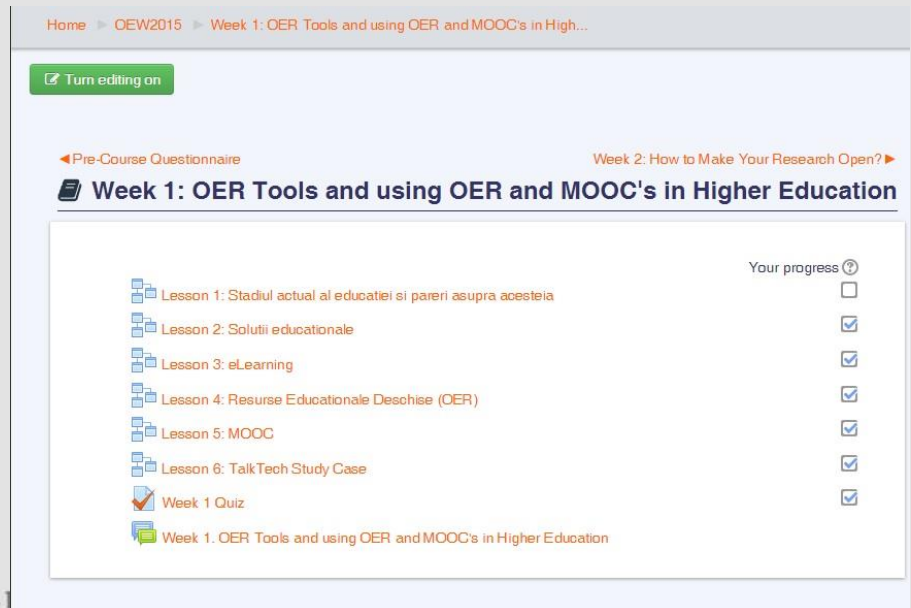 Home ► OEW2015 ► Week 1: OER Tools and using OER and MOOC's in High...
Turn editing on
◄Pre-Course Questionnaire
Week 2: How to Make Your Research Open?►
Week 1: OER Tools and using OER and MOOC's in Higher Education
Your progress
Lesson 1: Stadiul actual al educatiei si pareri asupra acesteia
Lesson 2: Solutii educationale
Lesson 3: eLearning
Lesson 4: Resurse Educationale Deschise (OER)
Lesson 5: MOOC
Lesson 6: TalkTech Study Case
Week 1 Quiz
Week 1. OER Tools and using OER and MOOC's in Higher Education